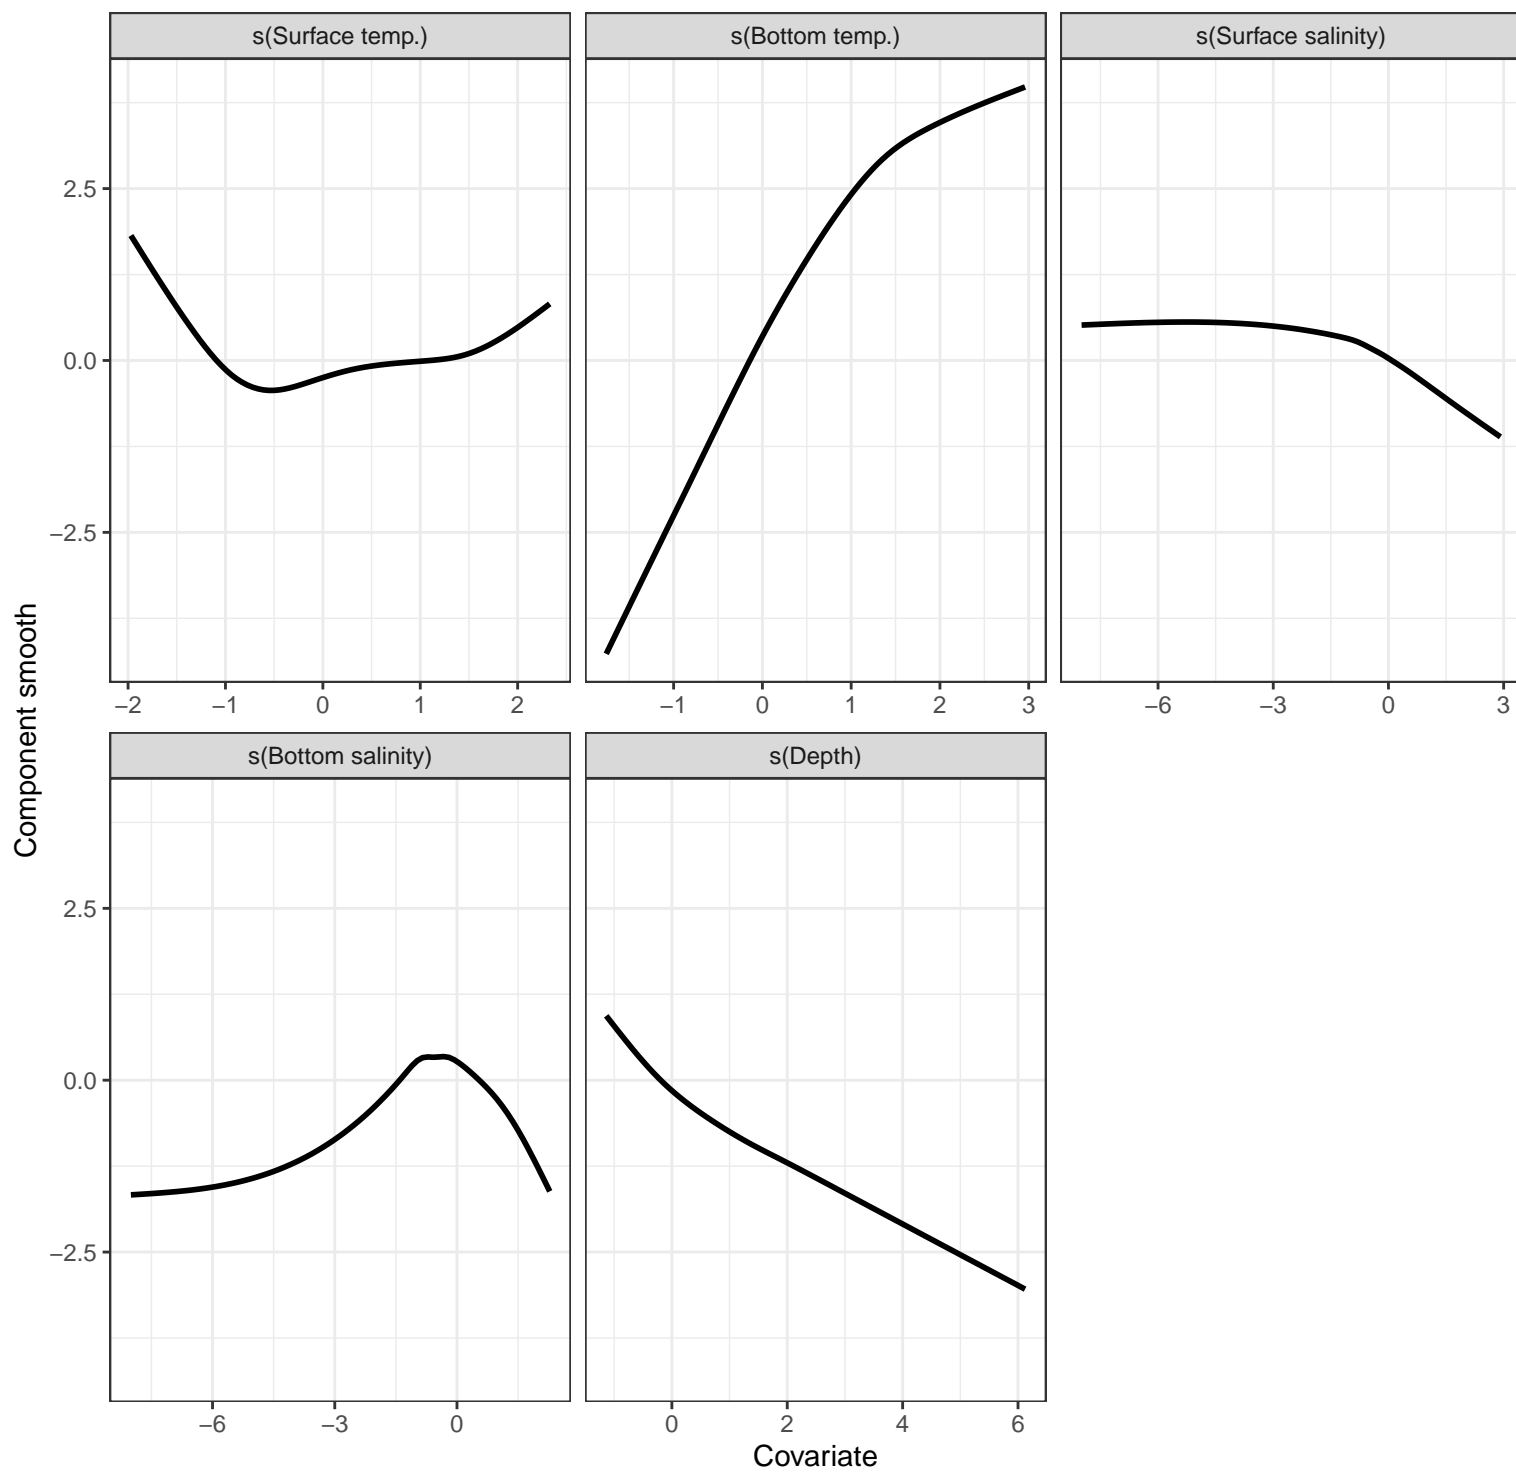 s(Surface temp.) s(Bottom temp.) s(Surface salinity)
2.5
0.0
−2.5
−2 −1 0 1 2 −1 0 1 2 3 −6 −3 0 3
Component smooth
s(Bottom salinity) s(Depth)
2.5
0.0
−2.5
−6 −3 0 0 2 4 6
Covariate